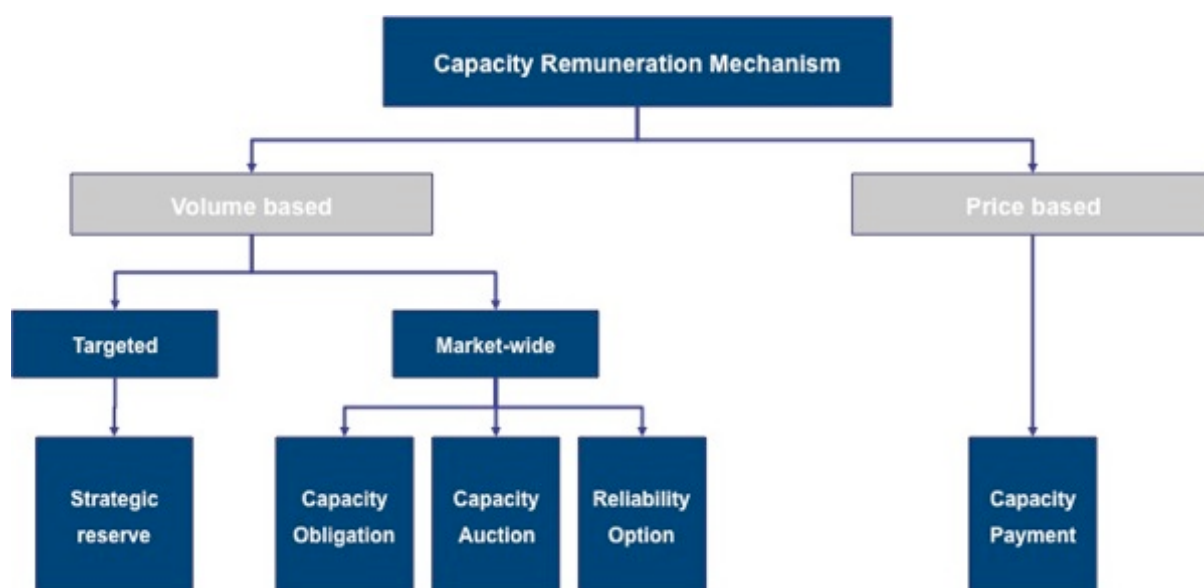 Capacity Remuneration Mechanism
Volume based
Price based
Targeted
Market-wide
Strategic
reserve
Capacity
Obligation
Capacity
Auction
Reliability
Option
Capacity
Payment